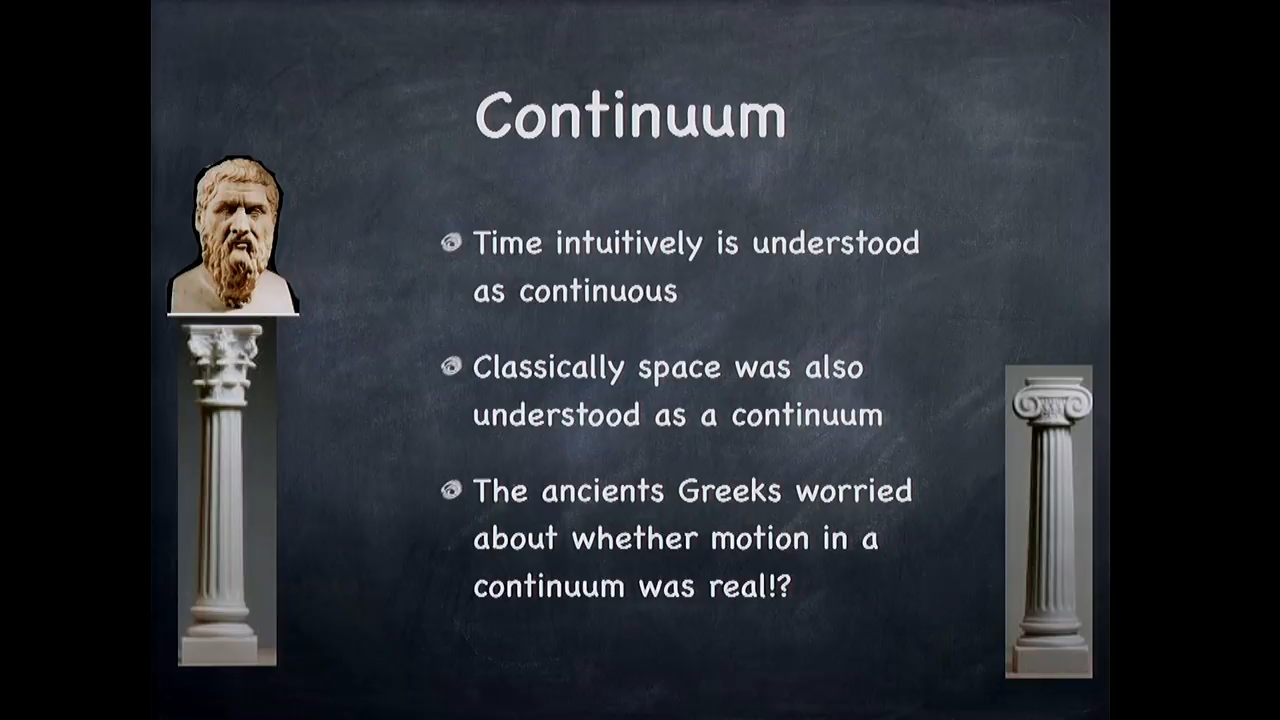 Continuum
Time intuitively is understood
as continuous
Classically space was also
understood as a continuum
The ancients Greeks worried
about whether motion in a
continuum was real!?